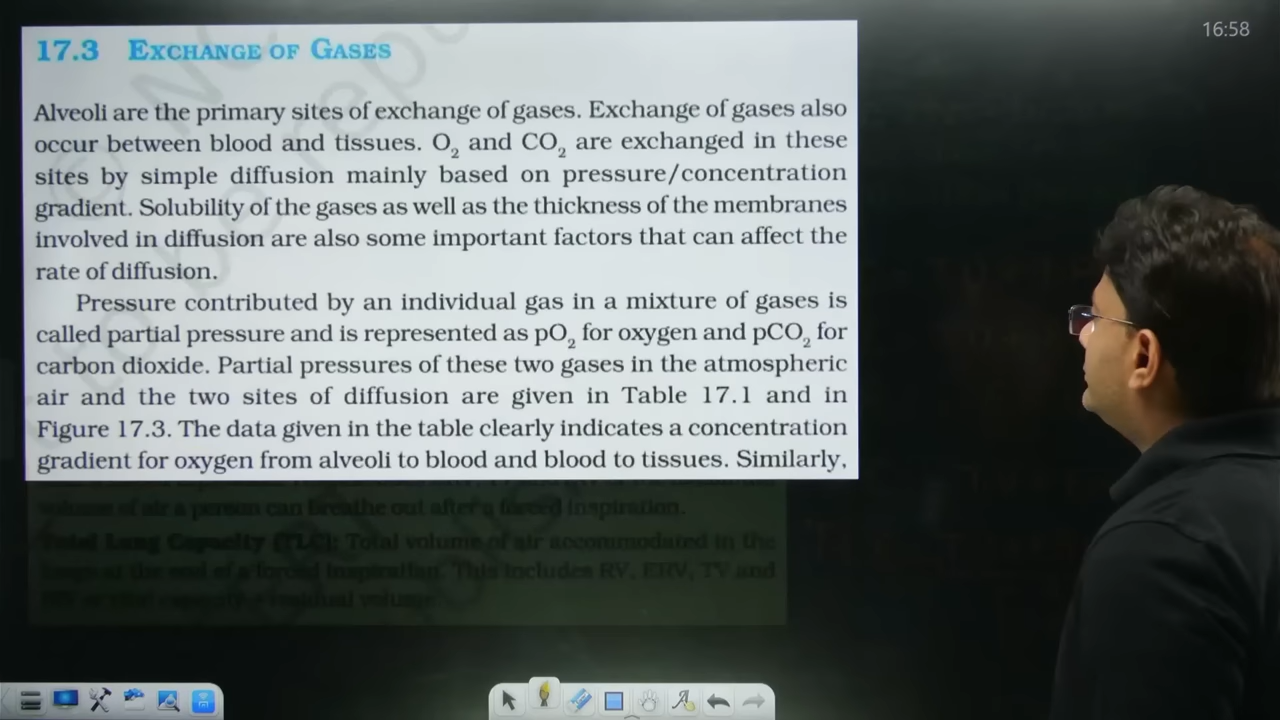 16:58
17.3 EXCHANGE OF GASES
Alveoli are the primary sites of exchange of gases. Exchange of gases also
occur between blood and tissues. O₂ and CO₂ are exchanged in these
sites by simple diffusion mainly based on pressure/concentration
gradient. Solubility of the gases as well as the thickness of the membranes
involved in diffusion are also some important factors that can affect the
rate of diffusion.
Pressure contributed by an individual gas in a mixture of gases is
called partial pressure and is represented as pO₂ for oxygen and pCO₂ for
carbon dioxide. Partial pressures of these two gases in the atmospheric
air and the two sites of diffusion are given in Table 17.1 and in
Figure 17.3. The data given in the table clearly indicates a concentration
gradient for oxygen from alveoli to blood and blood to tissues. Similarly,
volume of air a person can breathe out after a forced inspiration.
Total Lung Capacity (TLC): Total volume of air accommodated in the
lungs at the end of a forced inspiration. This includes RV, ERV, TV and